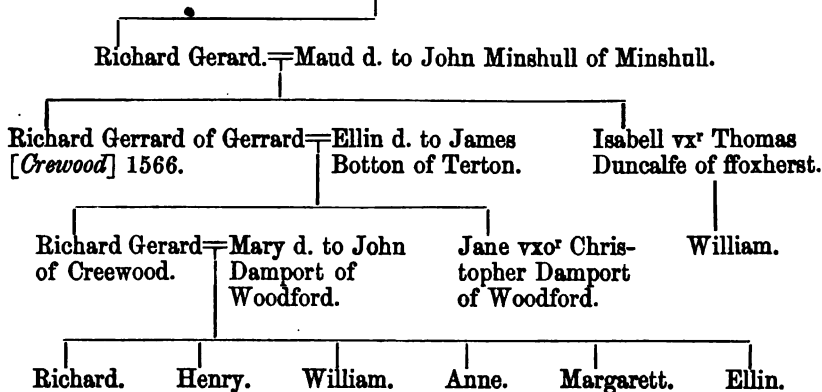 Richard Gerard.=Maud d. to John Minshull of Minshull.
Richard Gerrard of Gerrard=Ellin d. to James Isabell vxʳ Thomas
[Crewood] 1566. Botton of Terton. Duncalfe of ffoxherst.
Richard Gerard=Mary d. to John Jane vxoʳ Chris- William.
of Creewood. Damport of topher Damport
Woodford. of Woodford.
Richard. Henry. William. Anne. Margarett. Ellin.